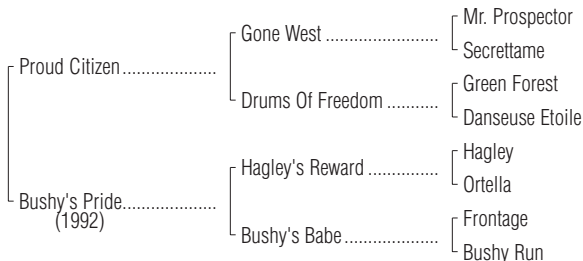 Mr. Prospector
Gone West ........................
Secrettame
Proud Citizen....................
Green Forest
Drums Of Freedom ...........
Danseuse Etoile
Hagley
Hagley's Reward ...............
Ortella
Bushy's Pride....................
(1992)
Frontage
Bushy's Babe....................
Bushy Run